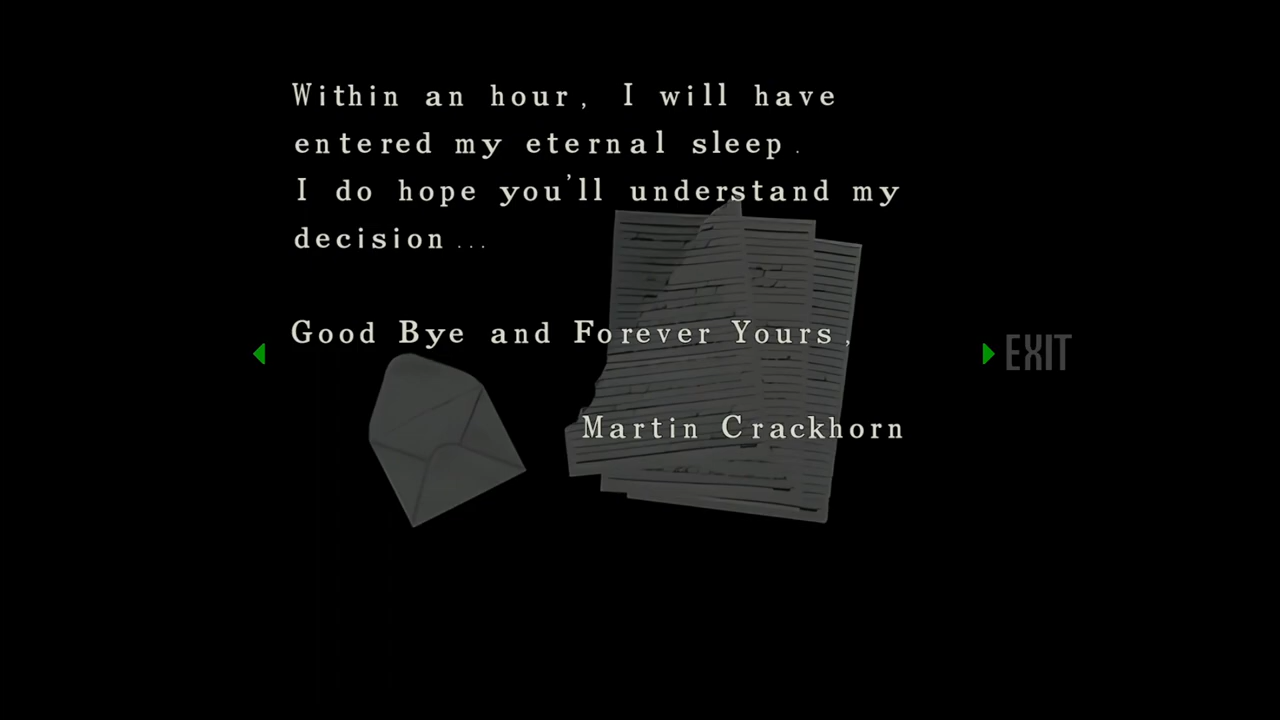 Within an hour, I will have
entered my eternal sleep.
I do hope you'll understand my
decision...
Good Bye and Forever Yours,
EXIT
Martin Crackhorn